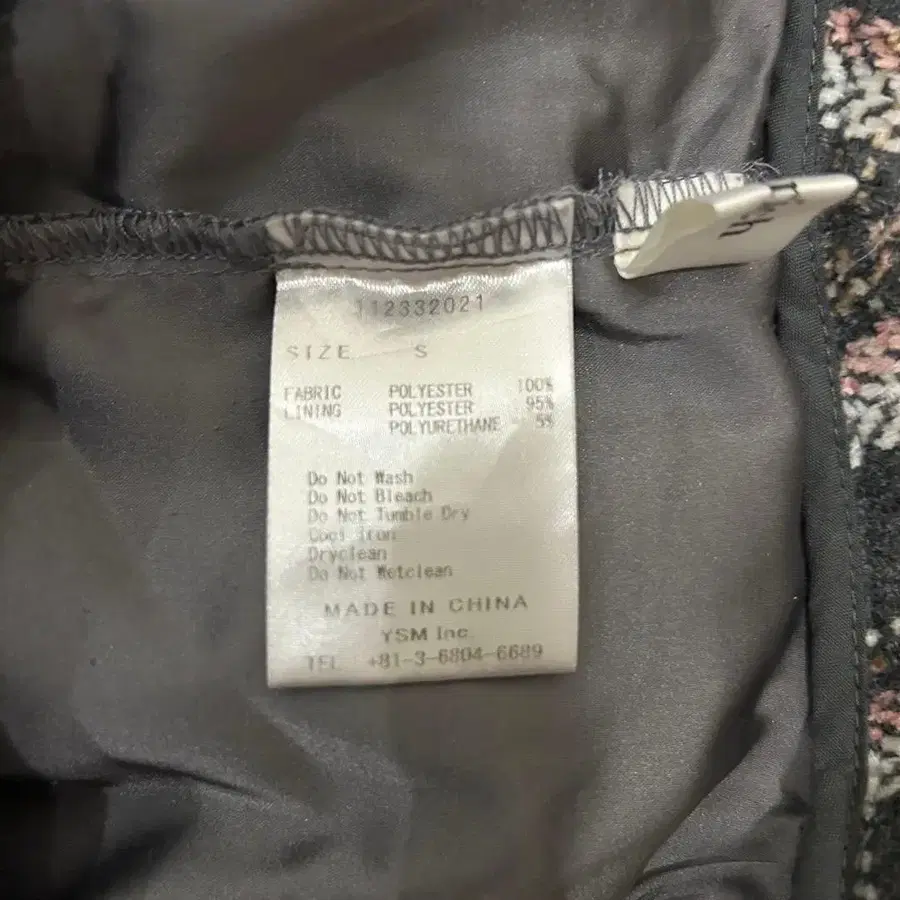 112332021
SIZE S
FABRIC POLYESTER 100%
LINING POLYESTER 95%
POLYURETHANE 5%
Do Not Wash
Do Not Bleach
Do Not Tumble Dry
Cool Iron
Dryclean
Do Not Wetclean
MADE IN CHINA
YSM Inc.
TEL +81-3-6804-6689